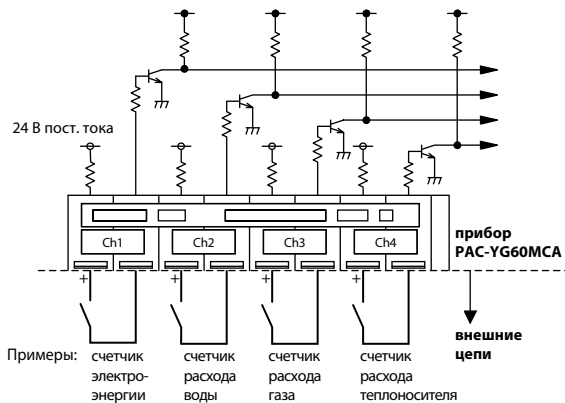 24 В пост. тока
Ch1 Ch2 Ch3 Ch4
прибор
PAC-YG60MCA
+ + + +
внешние
цепи
Примеры: счетчик счетчик счетчик счетчик
электро- расхода расхода расхода
энергии воды газа теплоносителя